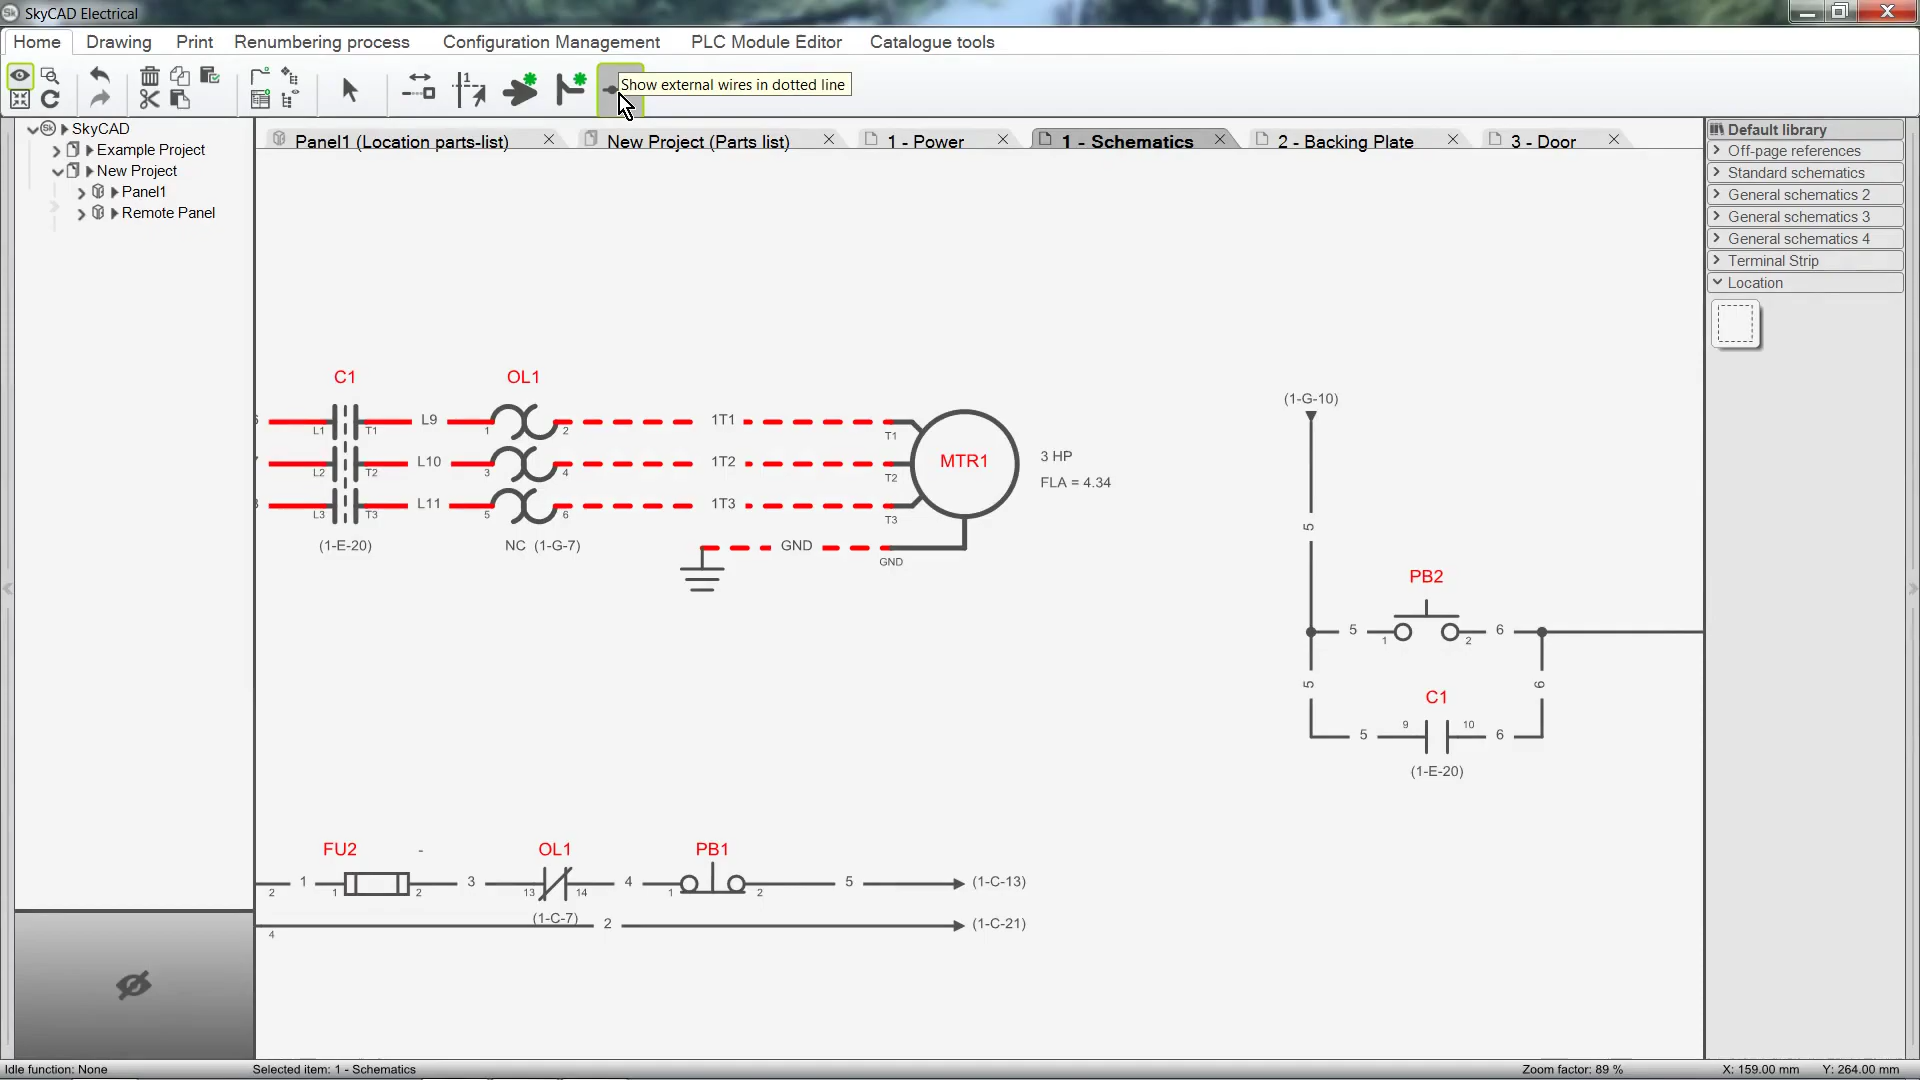 SkyCAD Electrical
Home Drawing Print Renumbering process Configuration Management PLC Module Editor Catalogue tools
Show external wires in dotted line
SkyCAD
Example Project
New Project
Panel1
Remote Panel
Panel1 (Location parts-list) New Project (Parts list) 1 - Power 1 - Schematics 2 - Backing Plate 3 - Door
Default library
Off-page references
Standard schematics
General schematics 2
General schematics 3
General schematics 4
Terminal Strip
Location
C1 OL1
L9 1T1
L1 T1 1 2 T1
L10 1T2 MTR1 3 HP
L2 T2 3 4 T2
FLA = 4.34
L11 1T3
L3 T3 5 6 T3
(1-E-20) NC (1-G-7) GND
GND
(1-G-10)
5
PB2
5 6
1 2
5 6
C1
9 10
5 6
(1-E-20)
FU2 - OL1 PB1
1 3 4 5 (1-C-13)
2 1 2 13 14 1 2
(1-C-7)
2 (1-C-21)
4
Idle function: None Selected item: 1 - Schematics Zoom factor: 89 % X: 159.00 mm Y: 264.00 mm